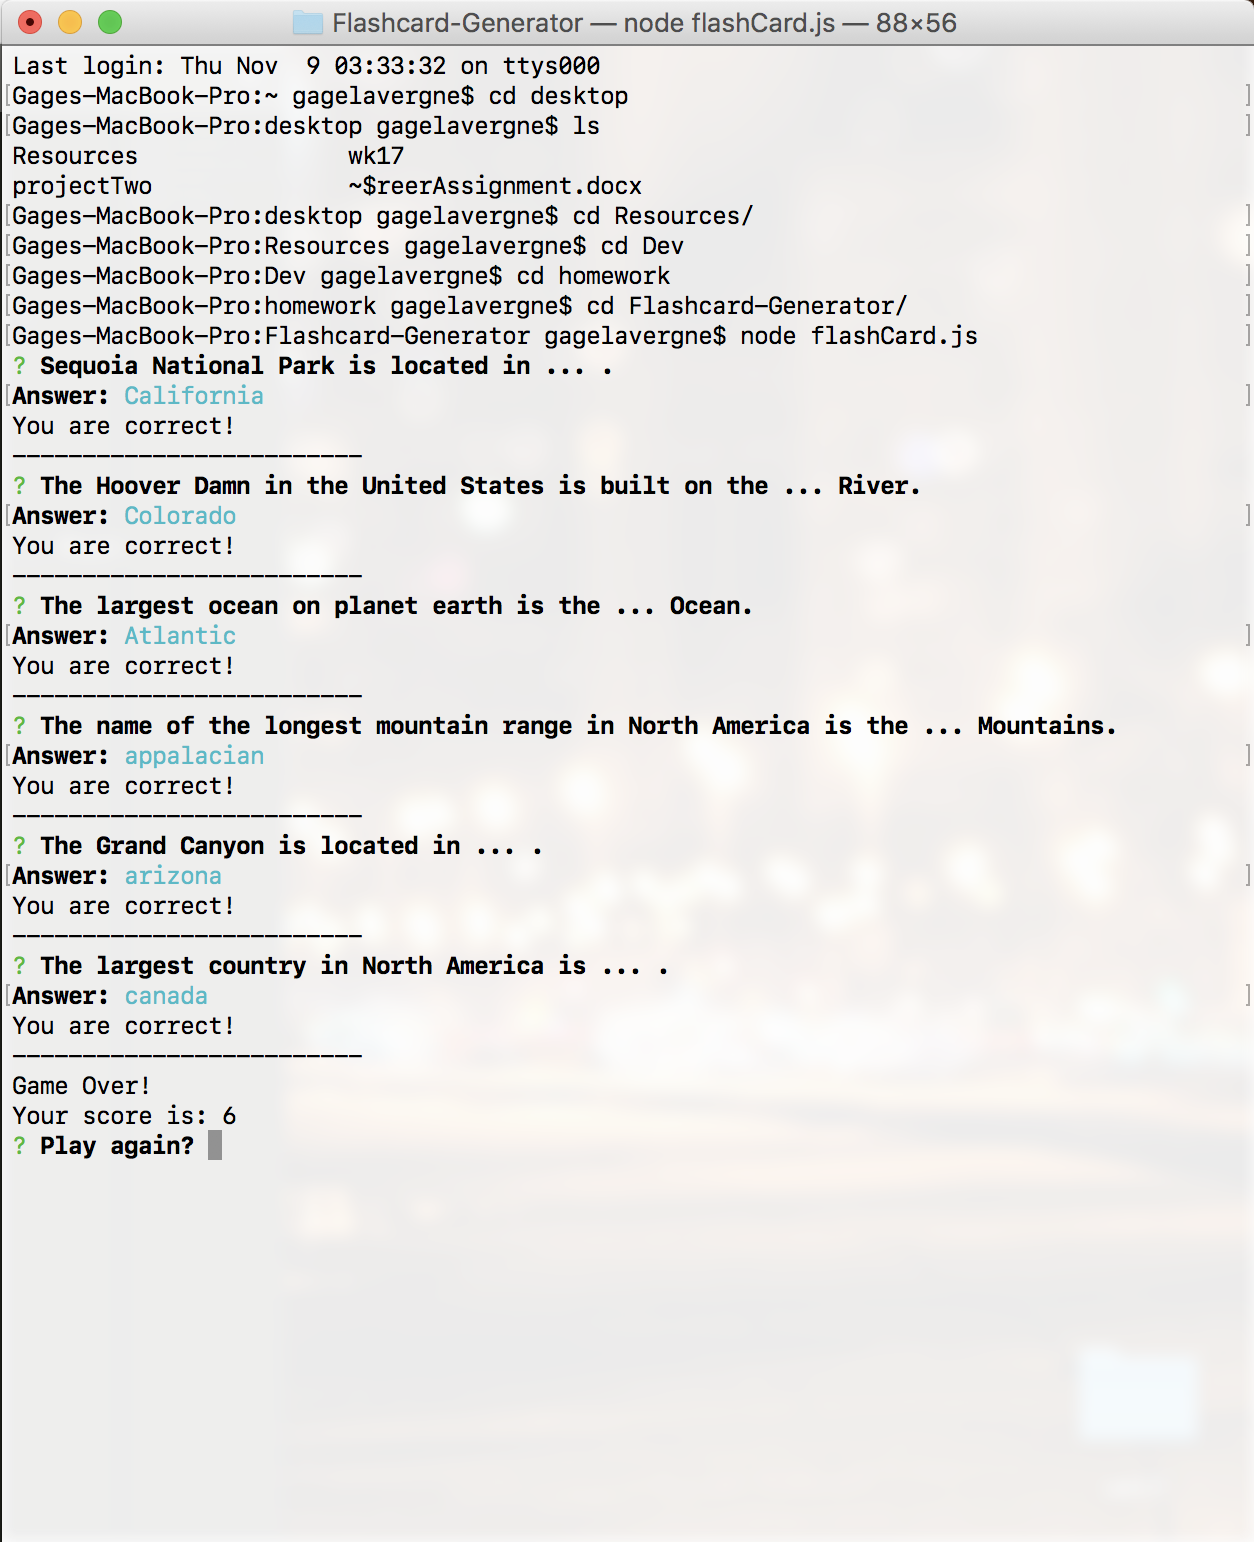 Flashcard-Generator — node flashCard.js — 88×56
Last login: Thu Nov  9 03:33:32 on ttys000
[Gages-MacBook-Pro:~ gagelavergne$ cd desktop ]
[Gages-MacBook-Pro:desktop gagelavergne$ ls ]
Resources               wk17
projectTwo              ~$reerAssignment.docx
[Gages-MacBook-Pro:desktop gagelavergne$ cd Resources/ ]
[Gages-MacBook-Pro:Resources gagelavergne$ cd Dev ]
[Gages-MacBook-Pro:Dev gagelavergne$ cd homework ]
[Gages-MacBook-Pro:homework gagelavergne$ cd Flashcard-Generator/ ]
[Gages-MacBook-Pro:Flashcard-Generator gagelavergne$ node flashCard.js ]
? Sequoia National Park is located in ... .
[Answer: California ]
You are correct!
-------------------------
? The Hoover Damn in the United States is built on the ... River.
[Answer: Colorado ]
You are correct!
-------------------------
? The largest ocean on planet earth is the ... Ocean.
[Answer: Atlantic ]
You are correct!
-------------------------
? The name of the longest mountain range in North America is the ... Mountains.
[Answer: appalacian ]
You are correct!
-------------------------
? The Grand Canyon is located in ... .
[Answer: arizona ]
You are correct!
-------------------------
? The largest country in North America is ... .
[Answer: canada ]
You are correct!
-------------------------
Game Over!
Your score is: 6
? Play again?